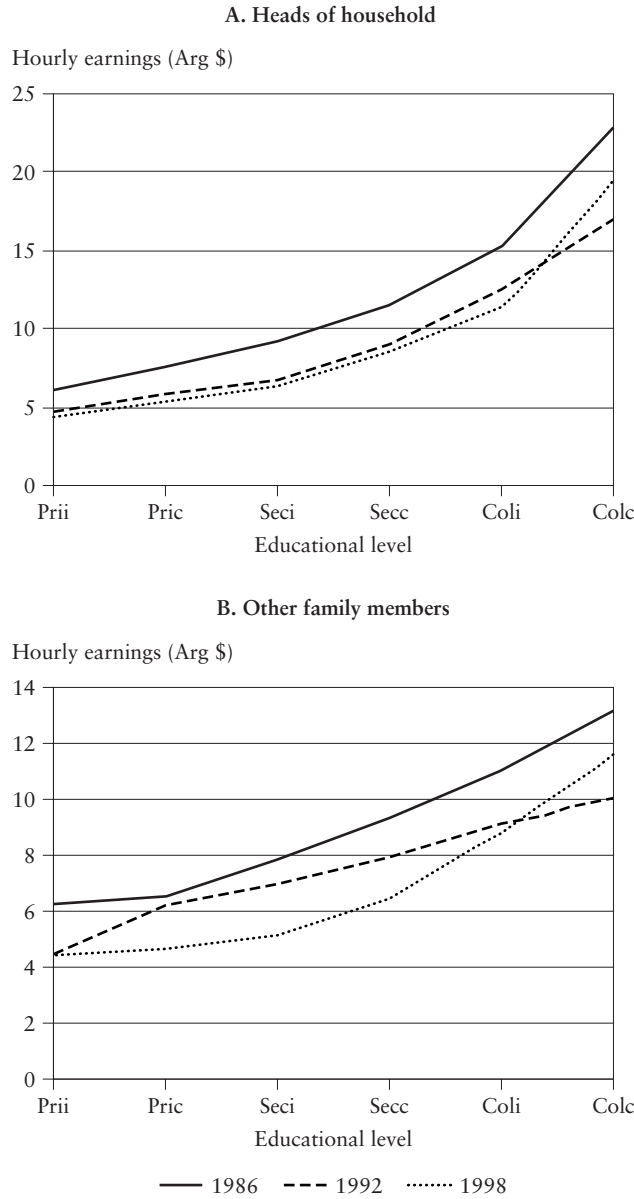 A. Heads of household
Hourly earnings (Arg $)
25
20
15
10
5
0
Prii Pric Seci Secc Coli Colc
Educational level
B. Other family members
Hourly earnings (Arg $)
14
12
10
8
6
4
2
0
Prii Pric Seci Secc Coli Colc
Educational level
1986 1992 1998